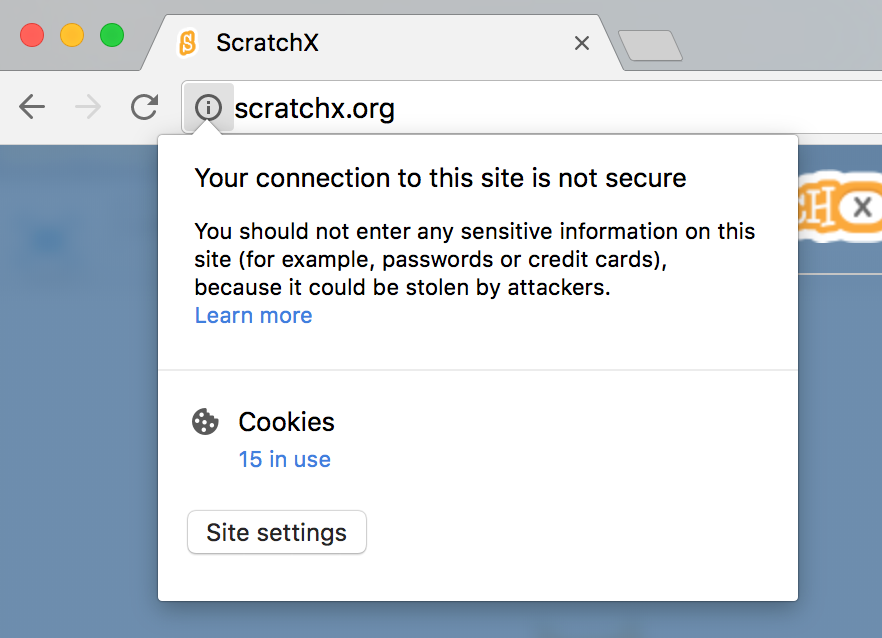 ScratchX
scratchx.org
Your connection to this site is not secure
You should not enter any sensitive information on this
site (for example, passwords or credit cards),
because it could be stolen by attackers.
Learn more
Cookies
15 in use
Site settings